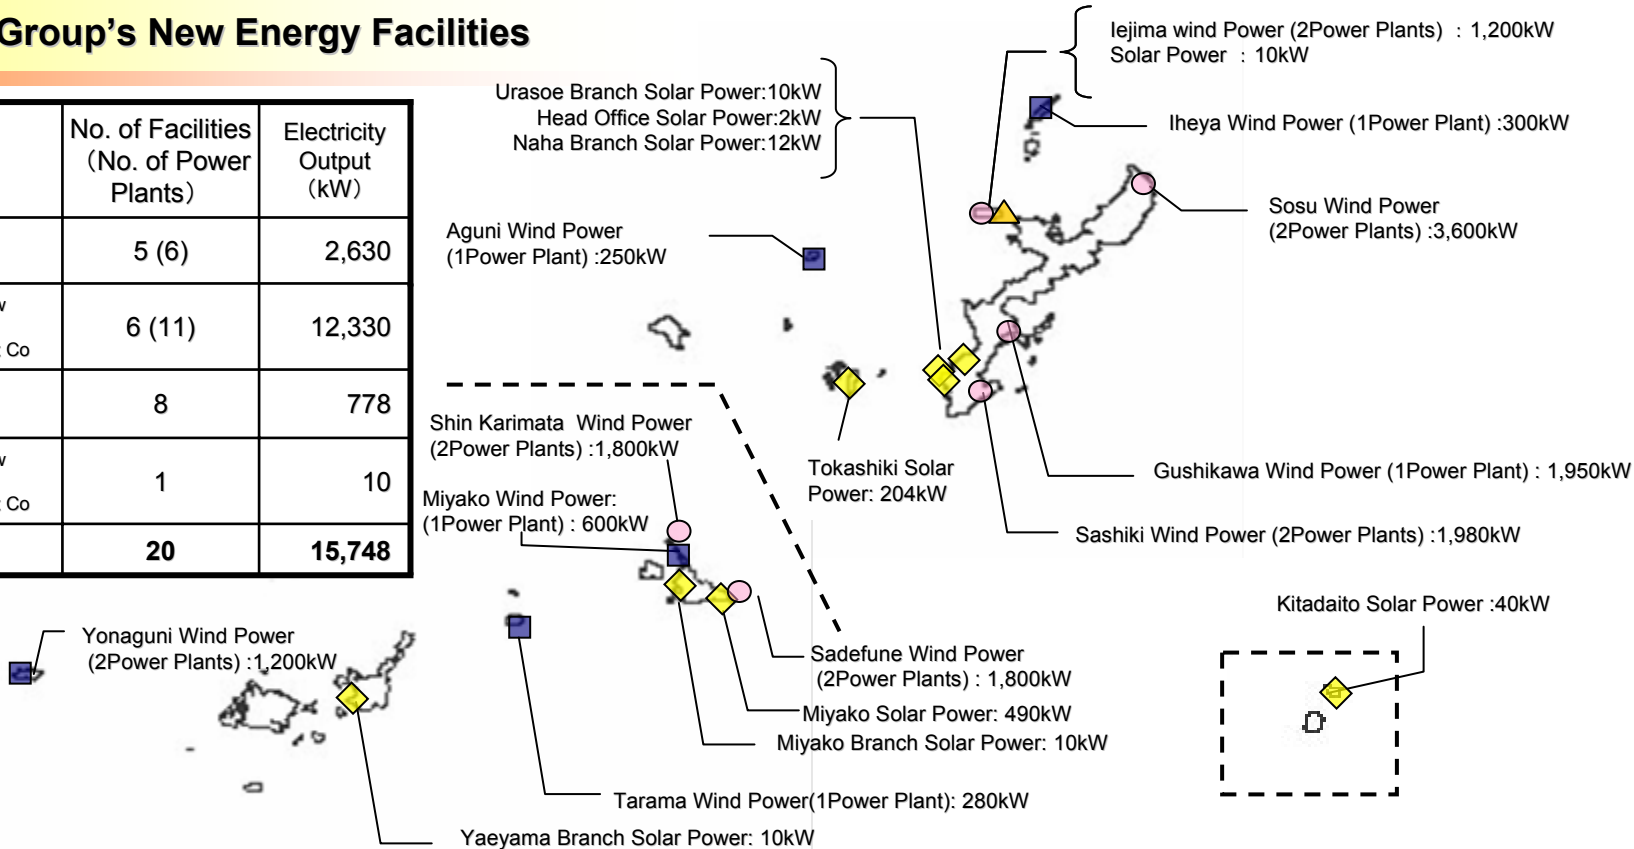 Group's New Energy Facilities
No. of Facilities
（No. of Power
Plants）
Electricity
Output
（kW）
5 (6)
2,630
w
Co
6 (11)
12,330
8
778
w
Co
1
10
20
15,748
Iejima wind Power (2Power Plants) : 1,200kW
Solar Power : 10kW
Urasoe Branch Solar Power:10kW
Head Office Solar Power:2kW
Naha Branch Solar Power:12kW
Iheya Wind Power (1Power Plant) :300kW
Sosu Wind Power
(2Power Plants) :3,600kW
Aguni Wind Power
(1Power Plant) :250kW
Shin Karimata Wind Power
(2Power Plants) :1,800kW
Miyako Wind Power:
(1Power Plant) : 600kW
Tokashiki Solar
Power: 204kW
Gushikawa Wind Power (1Power Plant) : 1,950kW
Sashiki Wind Power (2Power Plants) :1,980kW
Kitadaito Solar Power :40kW
Yonaguni Wind Power
(2Power Plants) :1,200kW
Sadefune Wind Power
(2Power Plants) : 1,800kW
Miyako Solar Power: 490kW
Miyako Branch Solar Power: 10kW
Tarama Wind Power(1Power Plant): 280kW
Yaeyama Branch Solar Power: 10kW